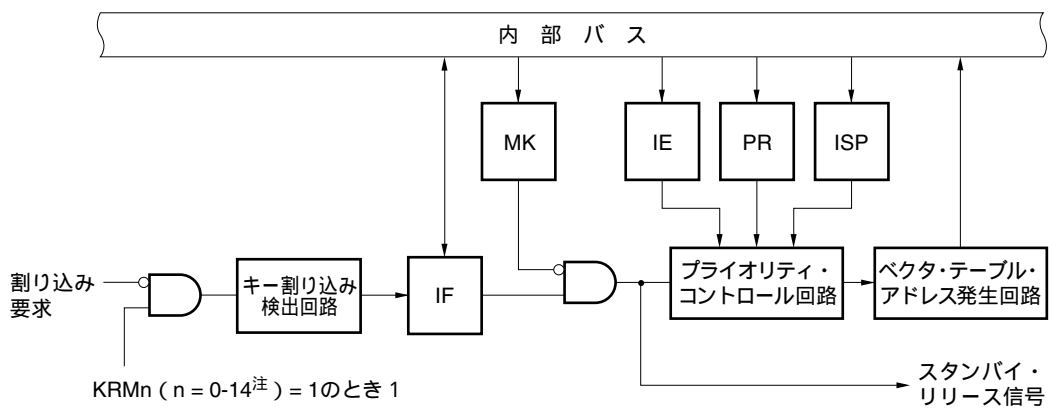 内 部 バ ス
MK
IE
PR
ISP
割り込み
要求
キー割り込み
検出回路
IF
プライオリティ・
コントロール回路
ベクタ・テーブル・
アドレス発生回路
KRMn ( n = 0-14注 ) = 1のとき 1
スタンバイ・
リリース信号